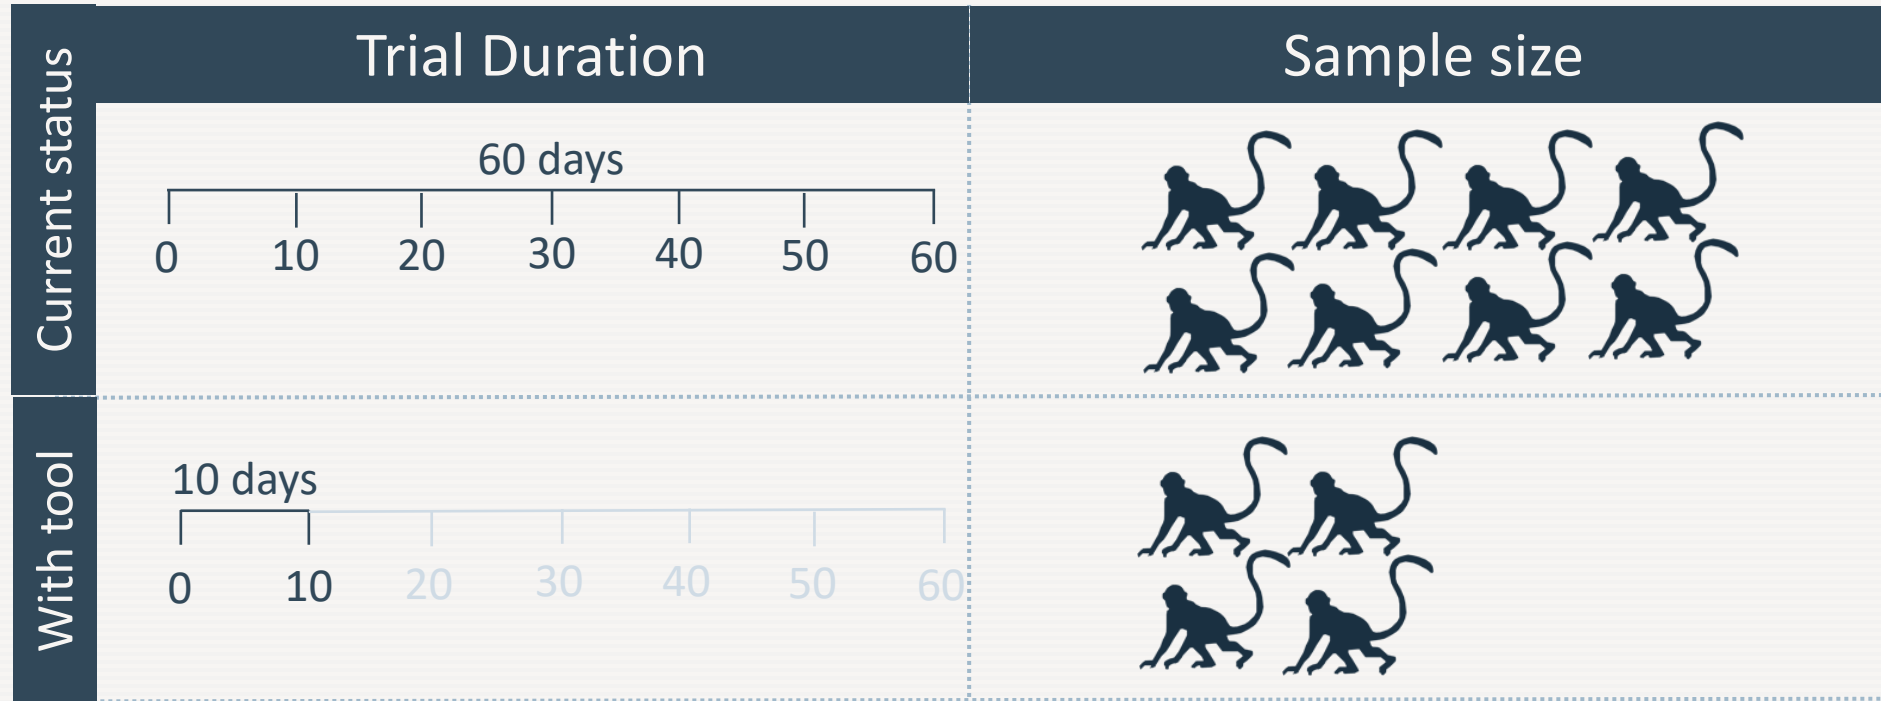 Trial Duration
Sample size
Current status
60 days
0 10 20 30 40 50 60
With tool
10 days
0 10 20 30 40 50 60